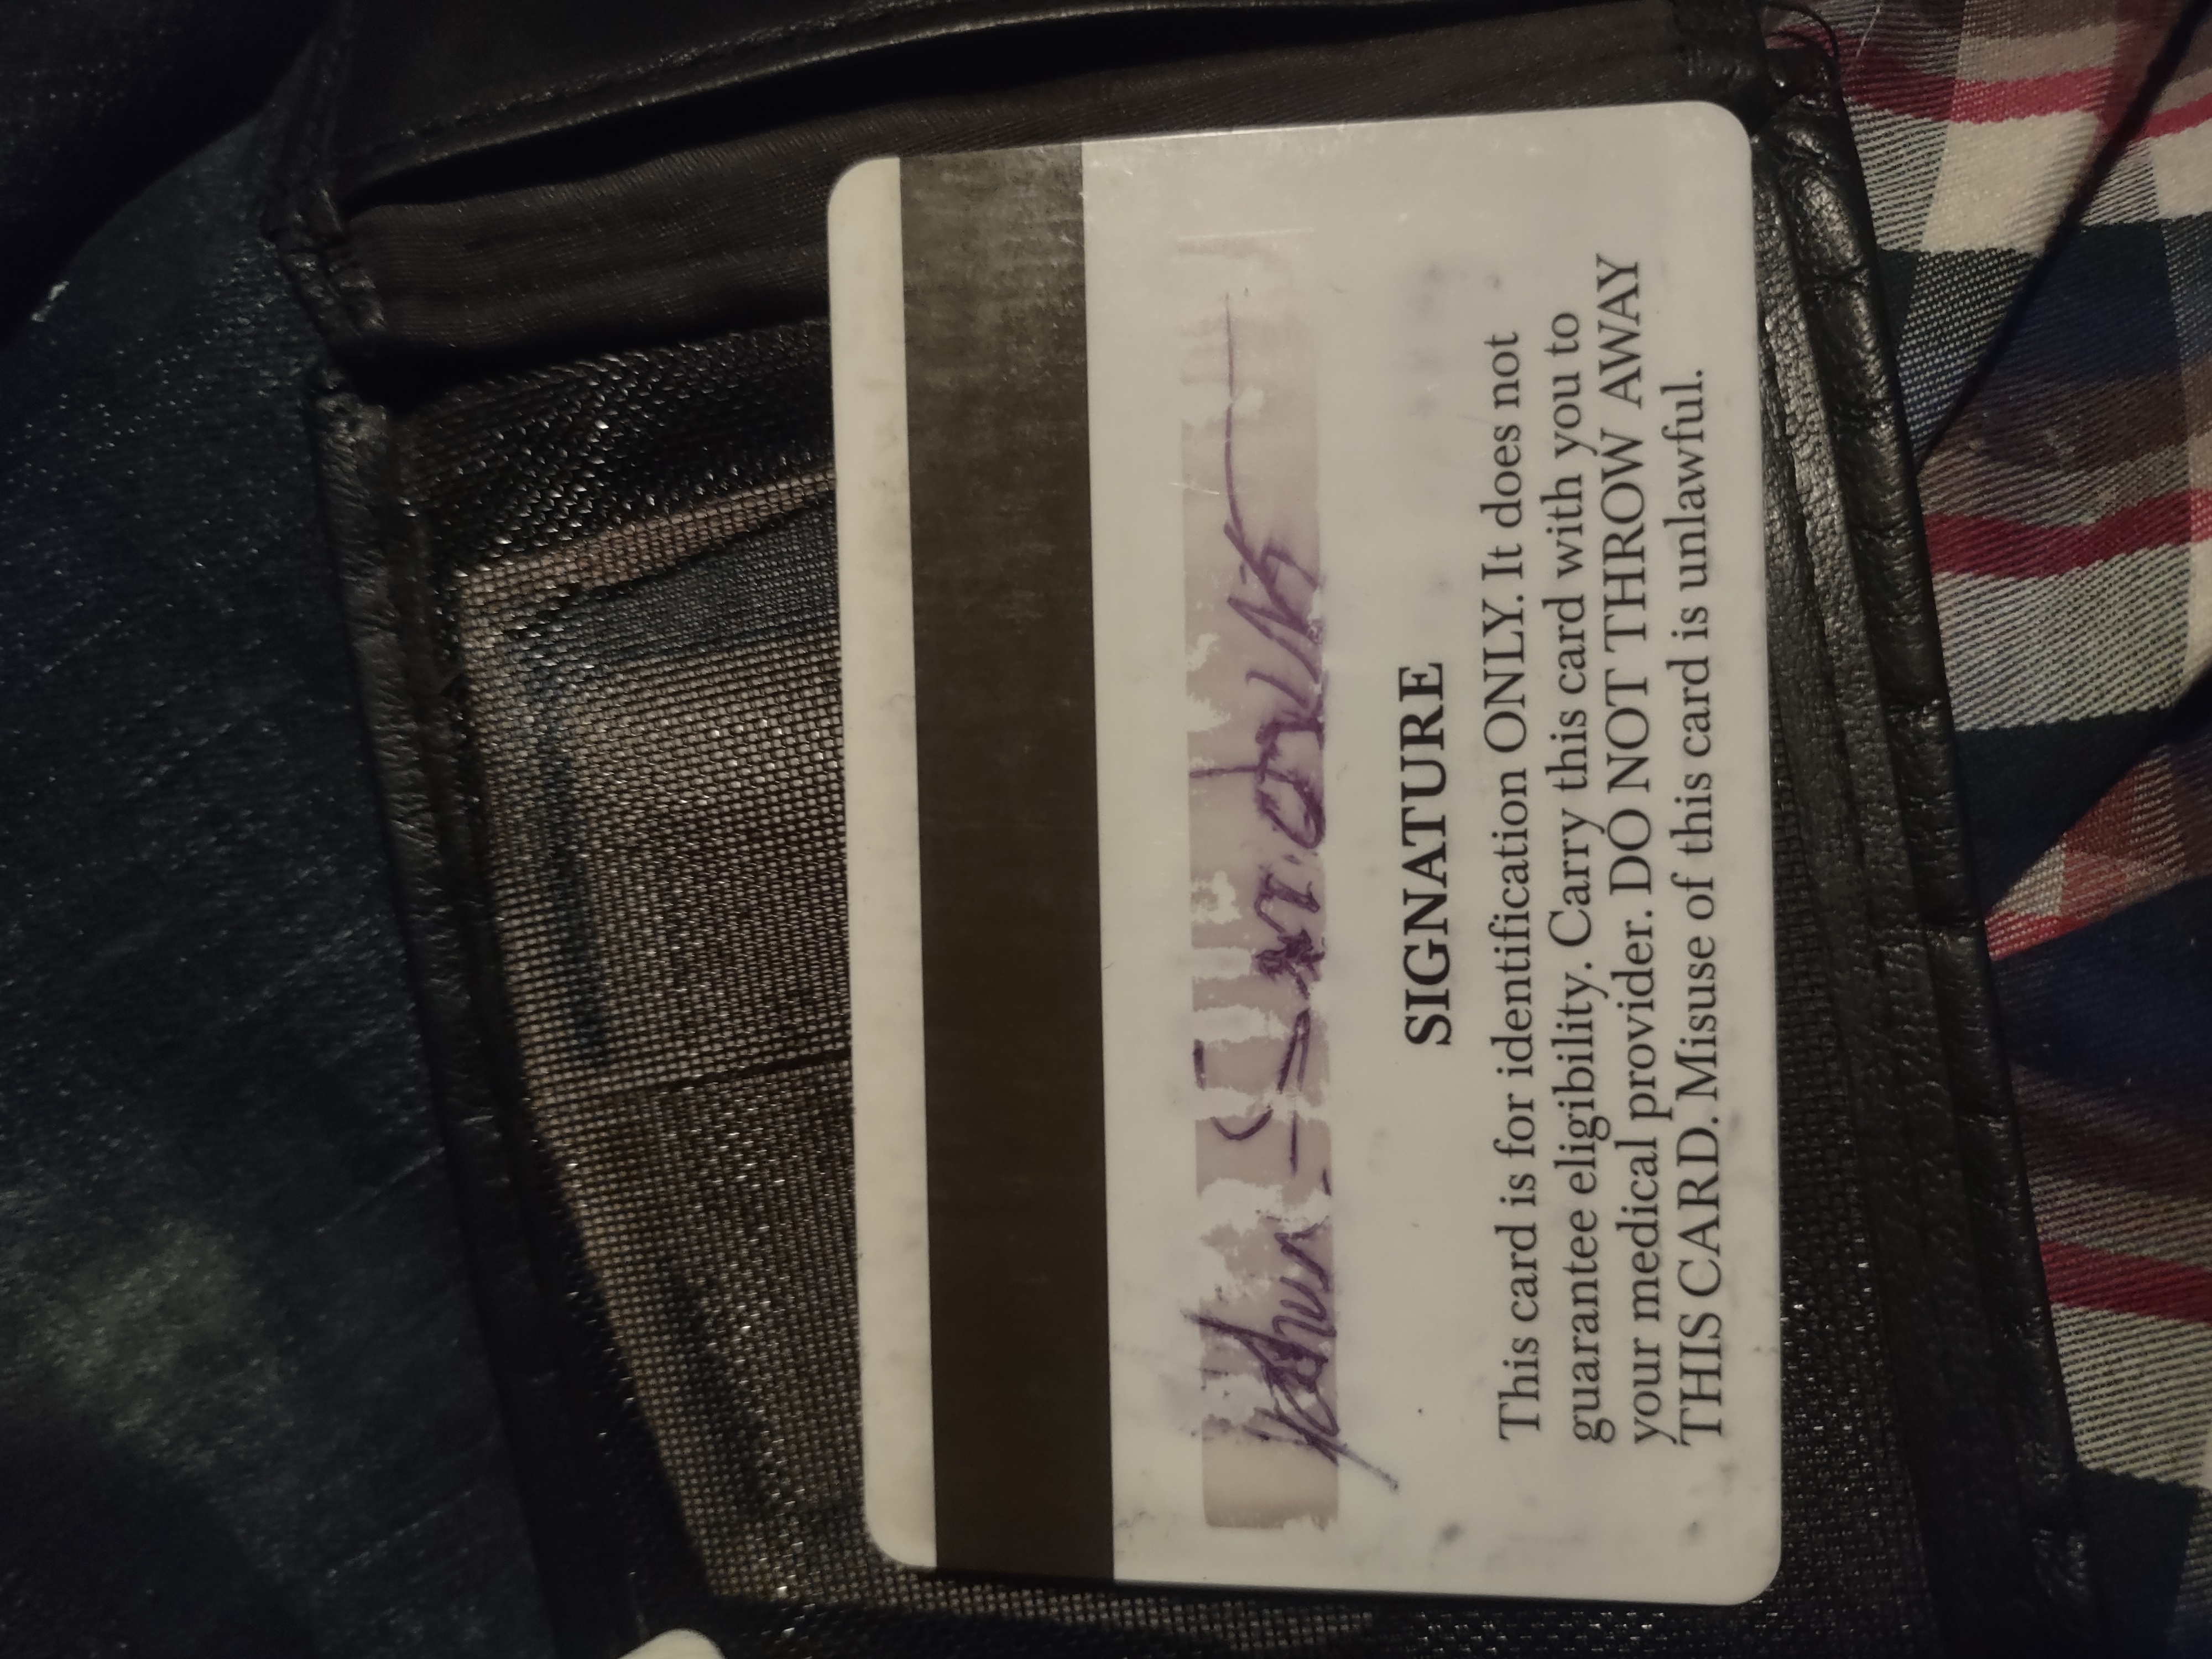 SIGNATURE
This card is for identification ONLY. It does not
guarantee eligibility. Carry this card with you to
your medical provider. DO NOT THROW AWAY
THIS CARD. Misuse of this card is unlawful.